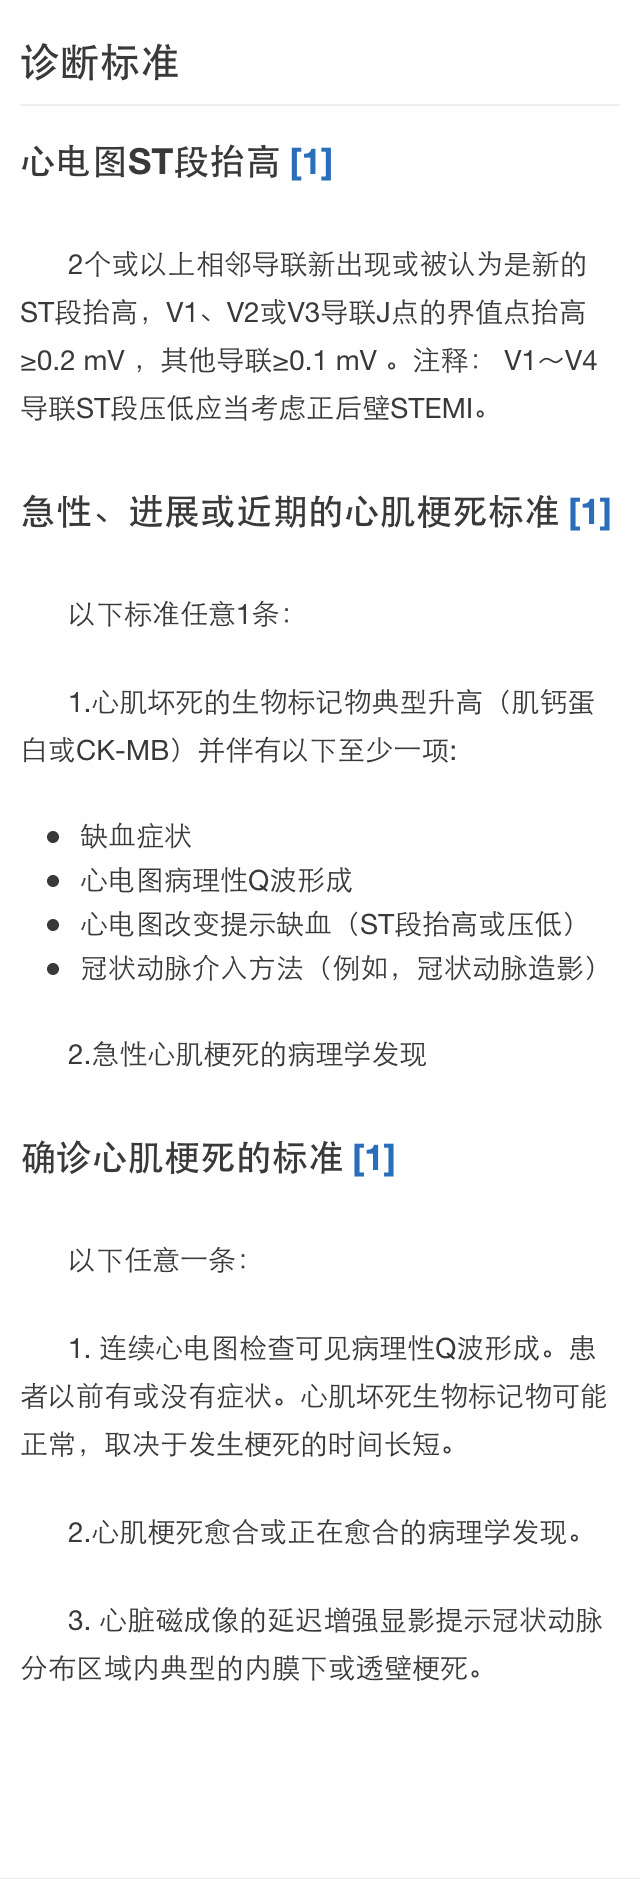 诊断标准
心电图ST段抬高 [1]
2个或以上相邻导联新出现或被认为是新的
ST段抬高，V1、V2或V3导联J点的界值点抬高
≥0.2 mV ，其他导联≥0.1 mV 。注释： V1～V4
导联ST段压低应当考虑正后壁STEMI。
急性、进展或近期的心肌梗死标准 [1]
以下标准任意1条：
1.心肌坏死的生物标记物典型升高（肌钙蛋
白或CK-MB）并伴有以下至少一项:
● 缺血症状
● 心电图病理性Q波形成
● 心电图改变提示缺血（ST段抬高或压低）
● 冠状动脉介入方法（例如，冠状动脉造影）
2.急性心肌梗死的病理学发现
确诊心肌梗死的标准 [1]
以下任意一条：
1. 连续心电图检查可见病理性Q波形成。患
者以前有或没有症状。心肌坏死生物标记物可能
正常，取决于发生梗死的时间长短。
2.心肌梗死愈合或正在愈合的病理学发现。
3. 心脏磁成像的延迟增强显影提示冠状动脉
分布区域内典型的内膜下或透壁梗死。